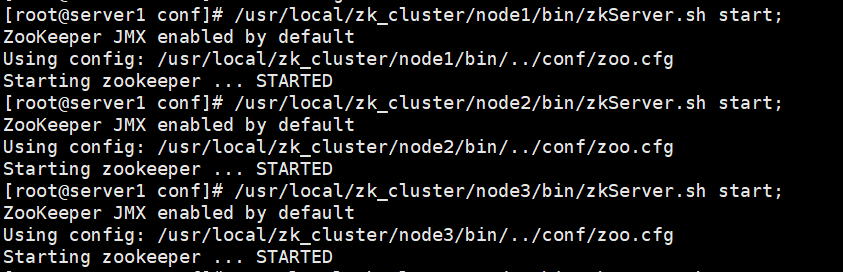 [root@server1 conf]# /usr/local/zk_cluster/node1/bin/zkServer.sh start;
ZooKeeper JMX enabled by default
Using config: /usr/local/zk_cluster/node1/bin/../conf/zoo.cfg
Starting zookeeper ... STARTED
[root@server1 conf]# /usr/local/zk_cluster/node2/bin/zkServer.sh start;
ZooKeeper JMX enabled by default
Using config: /usr/local/zk_cluster/node2/bin/../conf/zoo.cfg
Starting zookeeper ... STARTED
[root@server1 conf]# /usr/local/zk_cluster/node3/bin/zkServer.sh start;
ZooKeeper JMX enabled by default
Using config: /usr/local/zk_cluster/node3/bin/../conf/zoo.cfg
Starting zookeeper ... STARTED